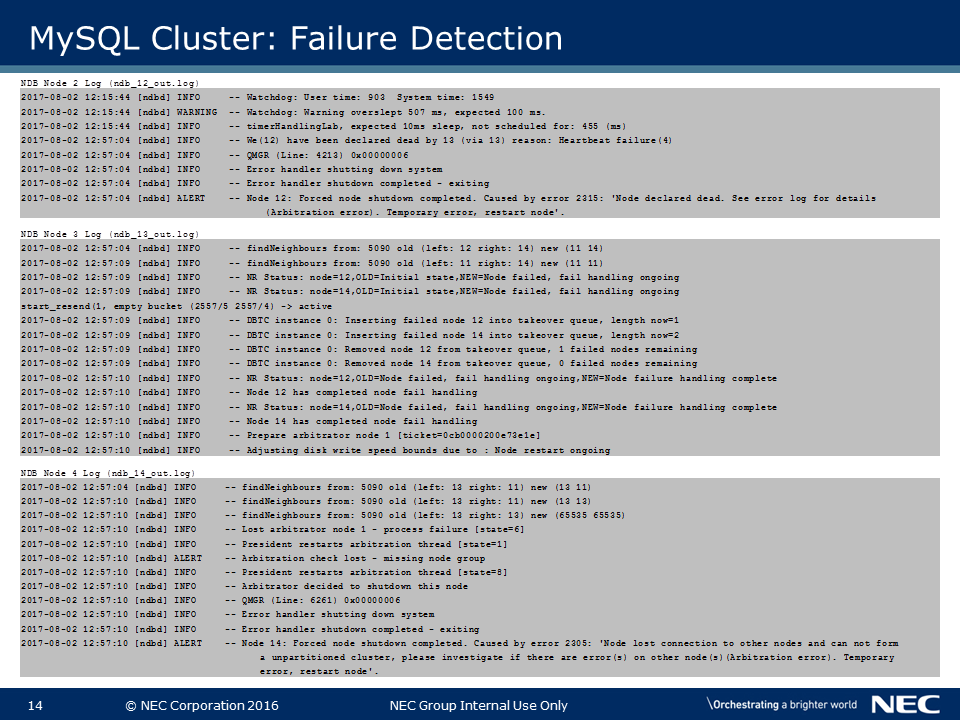 MySQL Cluster: Failure Detection
NDB Node 2 Log (ndb_12_out.log)
2017-08-02 12:15:44 [ndbd] INFO -- Watchdog: User time: 903 System time: 1549
2017-08-02 12:15:44 [ndbd] WARNING -- Watchdog: Warning overslept 507 ms, expected 100 ms.
2017-08-02 12:15:44 [ndbd] INFO -- timerHandlingLab, expected 10ms sleep, not scheduled for: 455 (ms)
2017-08-02 12:57:04 [ndbd] INFO -- We(12) have been declared dead by 13 (via 13) reason: Heartbeat failure(4)
2017-08-02 12:57:04 [ndbd] INFO -- QMGR (Line: 4213) 0x00000006
2017-08-02 12:57:04 [ndbd] INFO -- Error handler shutting down system
2017-08-02 12:57:04 [ndbd] INFO -- Error handler shutdown completed - exiting
2017-08-02 12:57:04 [ndbd] ALERT -- Node 12: Forced node shutdown completed. Caused by error 2315: 'Node declared dead. See error log for details
(Arbitration error). Temporary error, restart node'.
NDB Node 3 Log (ndb_13_out.log)
2017-08-02 12:57:04 [ndbd] INFO -- findNeighbours from: 5090 old (left: 12 right: 14) new (11 14)
2017-08-02 12:57:09 [ndbd] INFO -- findNeighbours from: 5090 old (left: 11 right: 14) new (11 11)
2017-08-02 12:57:09 [ndbd] INFO -- NR Status: node=12,OLD=Initial state,NEW=Node failed, fail handling ongoing
2017-08-02 12:57:09 [ndbd] INFO -- NR Status: node=14,OLD=Initial state,NEW=Node failed, fail handling ongoing
start_resend(1, empty bucket (2557/5 2557/4) -> active
2017-08-02 12:57:09 [ndbd] INFO -- DBTC instance 0: Inserting failed node 12 into takeover queue, length now=1
2017-08-02 12:57:09 [ndbd] INFO -- DBTC instance 0: Inserting failed node 14 into takeover queue, length now=2
2017-08-02 12:57:09 [ndbd] INFO -- DBTC instance 0: Removed node 12 from takeover queue, 1 failed nodes remaining
2017-08-02 12:57:09 [ndbd] INFO -- DBTC instance 0: Removed node 14 from takeover queue, 0 failed nodes remaining
2017-08-02 12:57:10 [ndbd] INFO -- NR Status: node=12,OLD=Node failed, fail handling ongoing,NEW=Node failure handling complete
2017-08-02 12:57:10 [ndbd] INFO -- Node 12 has completed node fail handling
2017-08-02 12:57:10 [ndbd] INFO -- NR Status: node=14,OLD=Node failed, fail handling ongoing,NEW=Node failure handling complete
2017-08-02 12:57:10 [ndbd] INFO -- Node 14 has completed node fail handling
2017-08-02 12:57:10 [ndbd] INFO -- Prepare arbitrator node 1 [ticket=0cb0000200e73e1e]
2017-08-02 12:57:10 [ndbd] INFO -- Adjusting disk write speed bounds due to : Node restart ongoing
NDB Node 4 Log (ndb_14_out.log)
2017-08-02 12:57:04 [ndbd] INFO -- findNeighbours from: 5090 old (left: 13 right: 11) new (13 11)
2017-08-02 12:57:10 [ndbd] INFO -- findNeighbours from: 5090 old (left: 13 right: 11) new (13 13)
2017-08-02 12:57:10 [ndbd] INFO -- findNeighbours from: 5090 old (left: 13 right: 13) new (65535 65535)
2017-08-02 12:57:10 [ndbd] INFO -- Lost arbitrator node 1 - process failure [state=6]
2017-08-02 12:57:10 [ndbd] INFO -- President restarts arbitration thread [state=1]
2017-08-02 12:57:10 [ndbd] ALERT -- Arbitration check lost - missing node group
2017-08-02 12:57:10 [ndbd] INFO -- President restarts arbitration thread [state=8]
2017-08-02 12:57:10 [ndbd] INFO -- Arbitrator decided to shutdown this node
2017-08-02 12:57:10 [ndbd] INFO -- QMGR (Line: 6261) 0x00000006
2017-08-02 12:57:10 [ndbd] INFO -- Error handler shutting down system
2017-08-02 12:57:10 [ndbd] INFO -- Error handler shutdown completed - exiting
2017-08-02 12:57:10 [ndbd] ALERT -- Node 14: Forced node shutdown completed. Caused by error 2305: 'Node lost connection to other nodes and can not form
a unpartitioned cluster, please investigate if there are error(s) on other node(s)(Arbitration error). Temporary
error, restart node'.
14 © NEC Corporation 2016 NEC Group Internal Use Only \Orchestrating a brighter world NEC